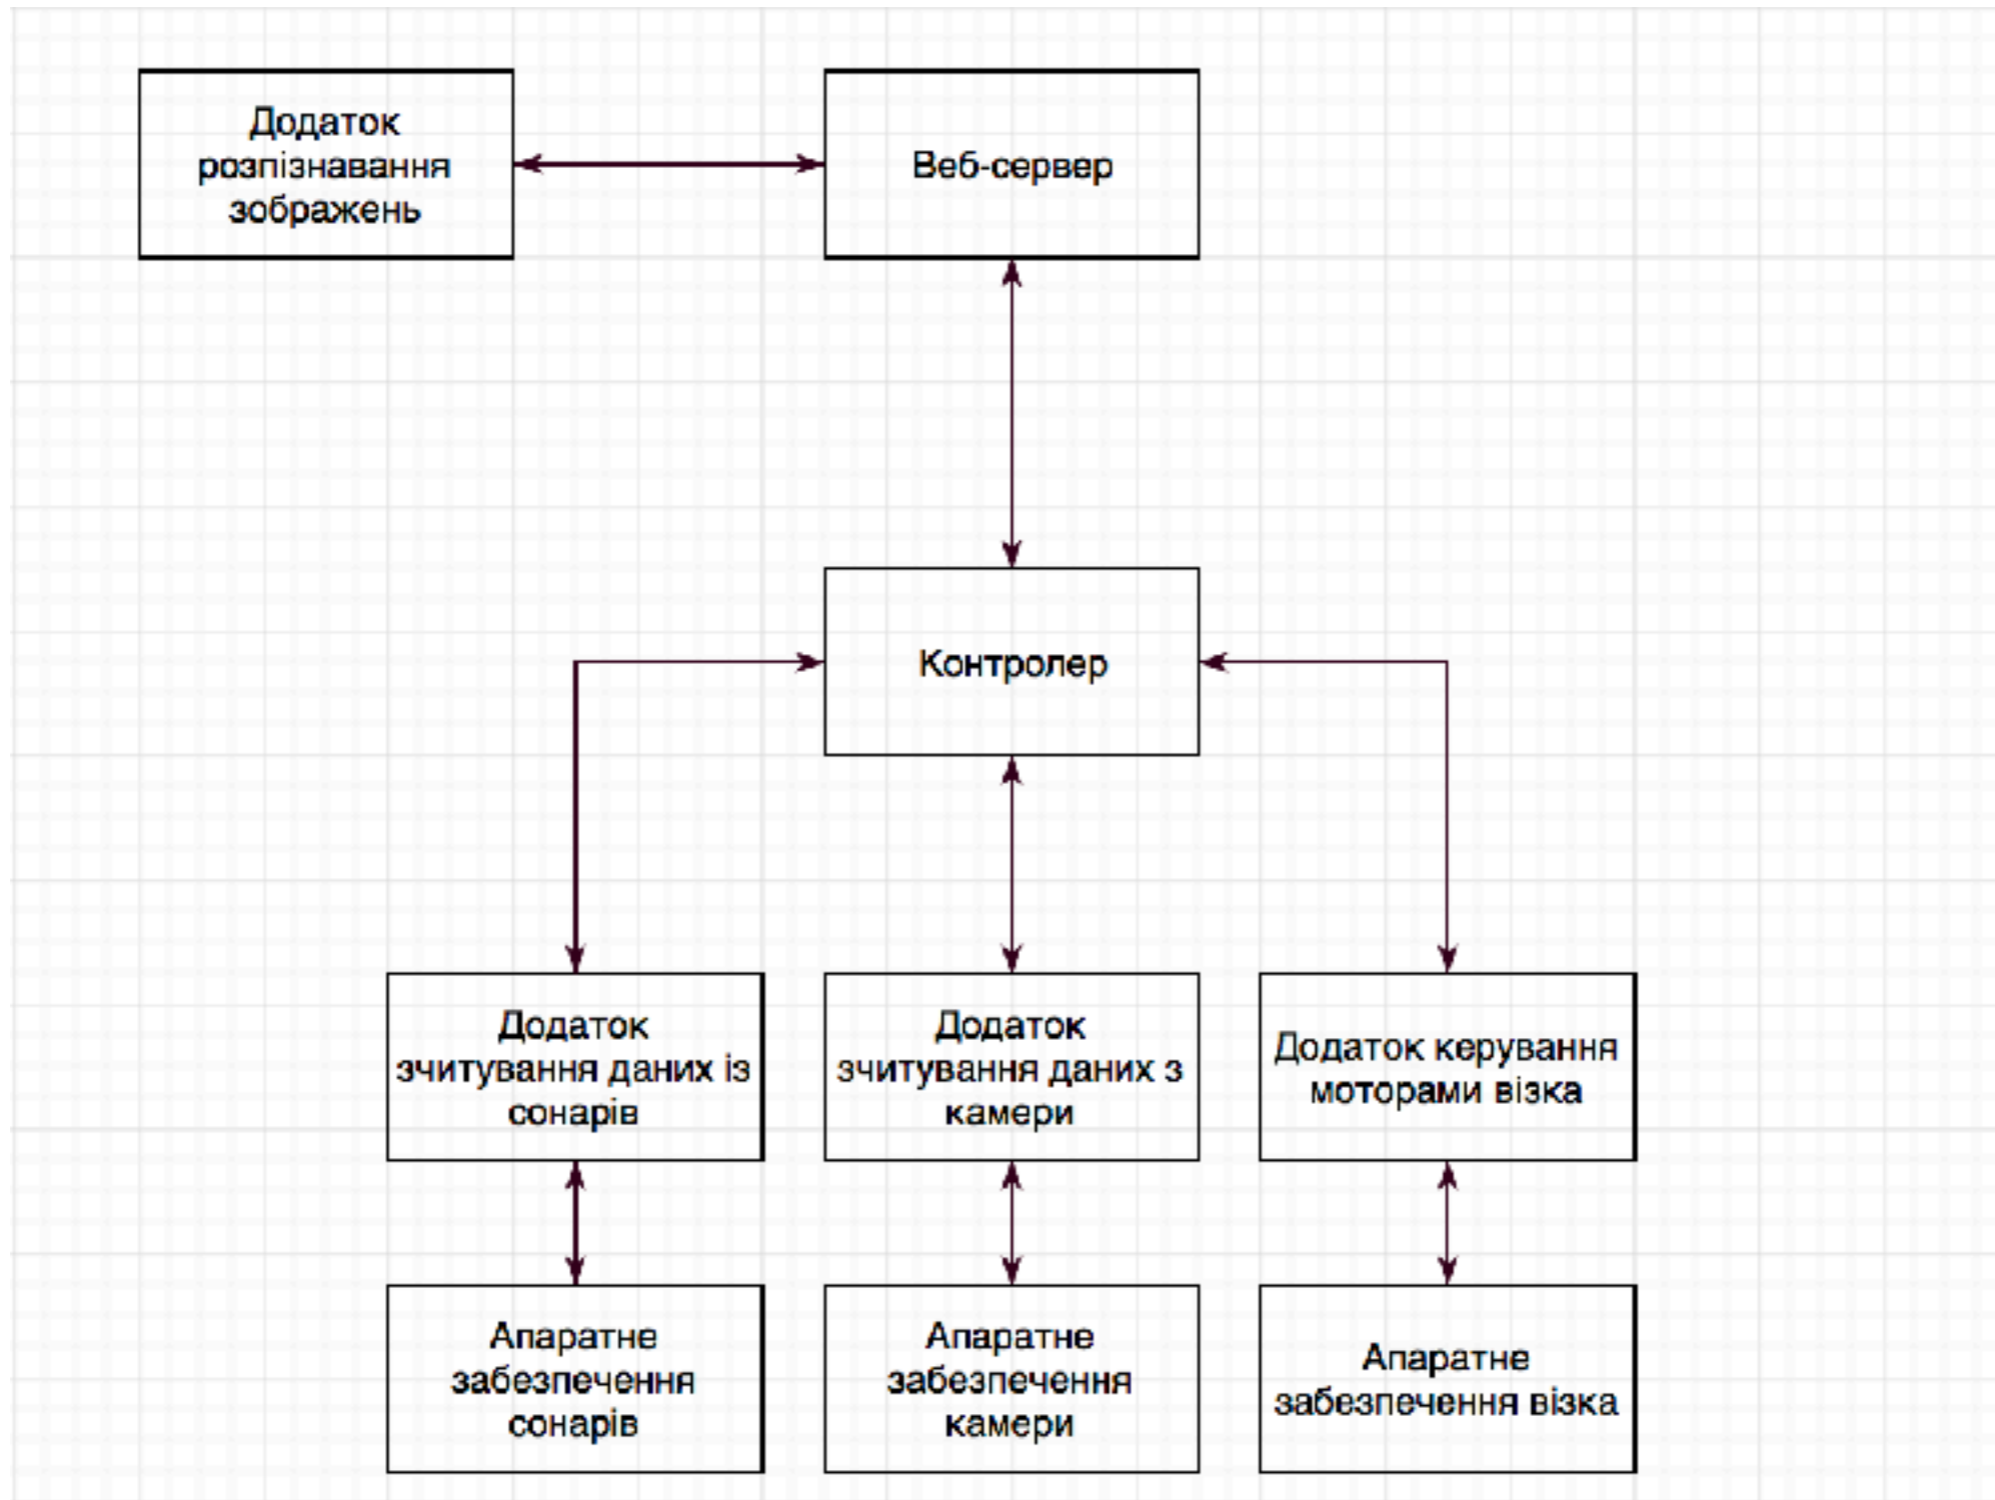 Додаток
розпізнавання
зображень
Веб-сервер
Контролер
Додаток
зчитування даних із
сонарів
Додаток
зчитування даних з
камери
Додаток керування
моторами візка
Апаратне
забезпечення
сонарів
Апаратне
забезпечення
камери
Апаратне
забезпечення візка